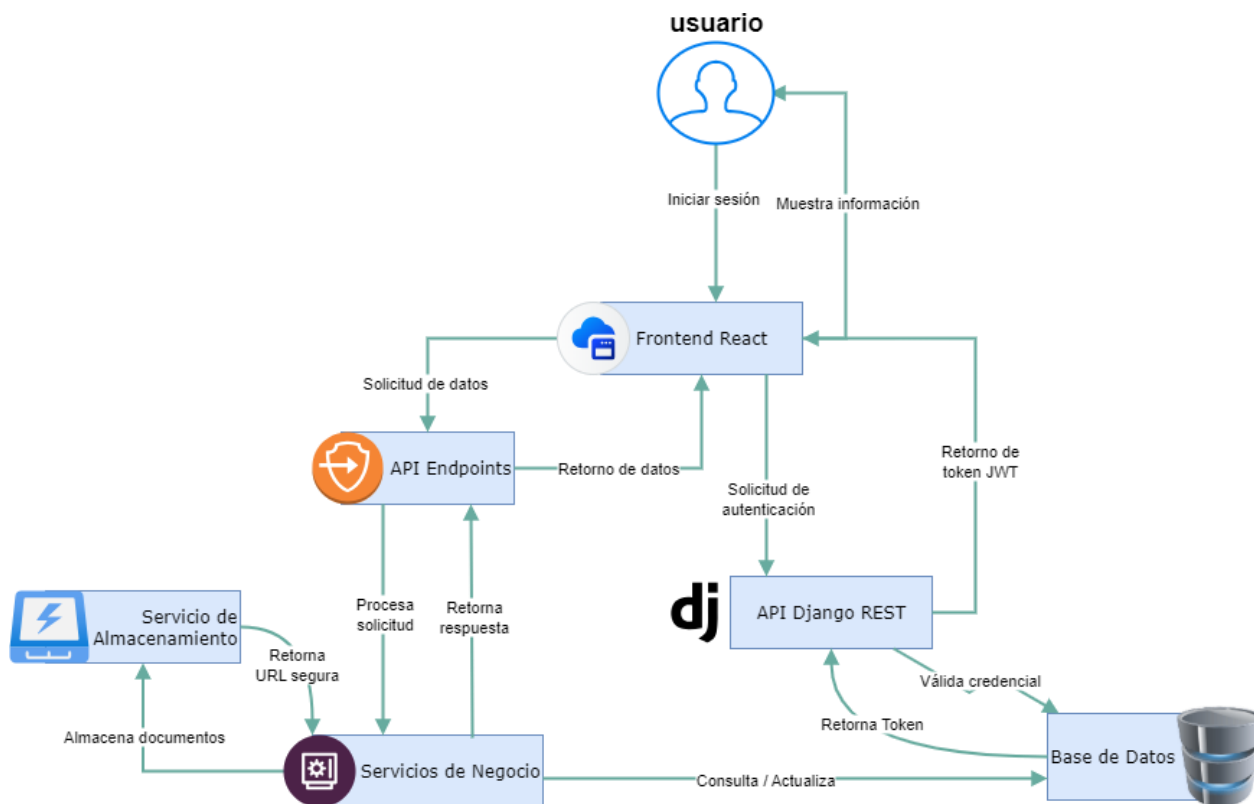 usuario
Iniciar sesión
Muestra información
Frontend React
Solicitud de datos
API Endpoints
Retorno de datos
Retorno de
token JWT
Solicitud de
autenticación
dj
API Django REST
Procesa
solicitud
Retorna
respuesta
Servicio de
Almacenamiento
Retorna
URL segura
Válida credencial
Retorna Token
Almacena documentos
Servicios de Negocio
Consulta / Actualiza
Base de Datos